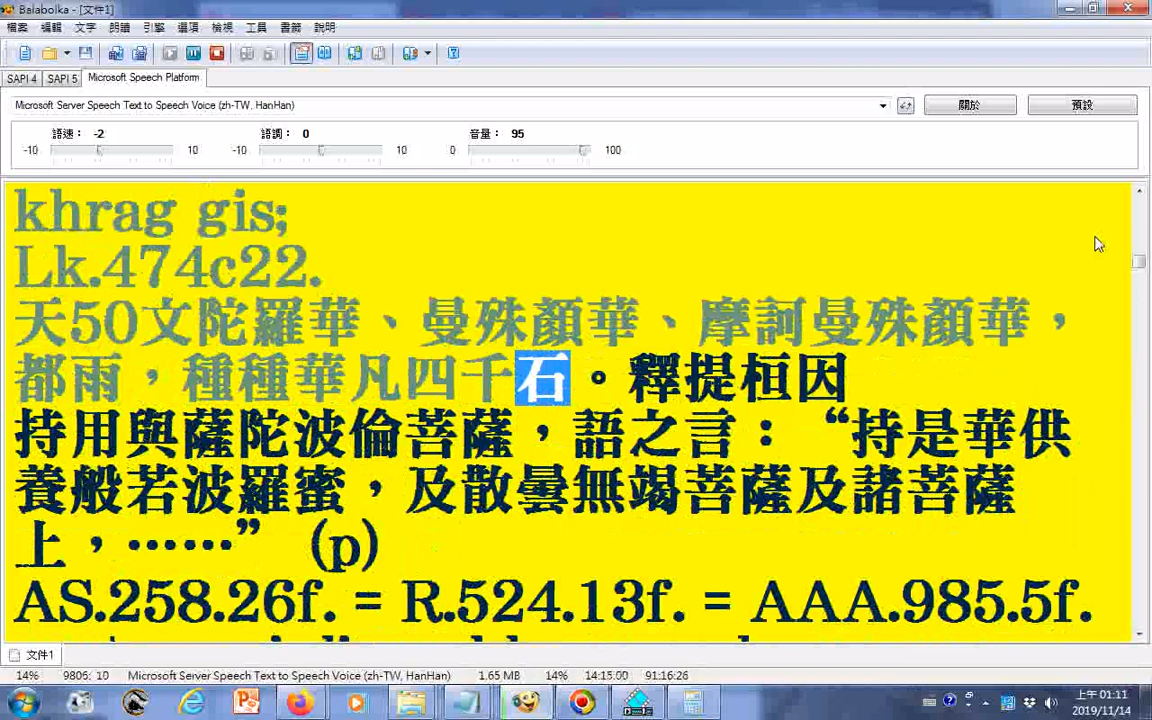 Balabolka - [文件1]
檔案 編輯 文字 朗讀 引擎 選項 檢視 工具 書籤 說明
SAPI 4 SAPI 5 Microsoft Speech Platform
Microsoft Server Speech Text to Speech Voice (zh-TW, HanHan) 關於 預設
語速： -2 語調： 0 音量： 95
-10 10 -10 10 0 100
khrag gis;
Lk.474c22.
天50文陀羅華、曼殊顏華、摩訶曼殊顏華，
都雨，種種華凡四千石。釋提桓因
持用與薩陀波倫菩薩，語之言：“持是華供
養般若波羅蜜，及散曇無竭菩薩及諸菩薩
上，……” (p)
AS.258.26f. = R.524.13f. = AAA.985.5f.
文件1
14% 9806: 10 Microsoft Server Speech Text to Speech Voice (zh-TW, HanHan) 1.65 MB 14% 14:15:00 91:16:26
上午 01:11
2019/11/14